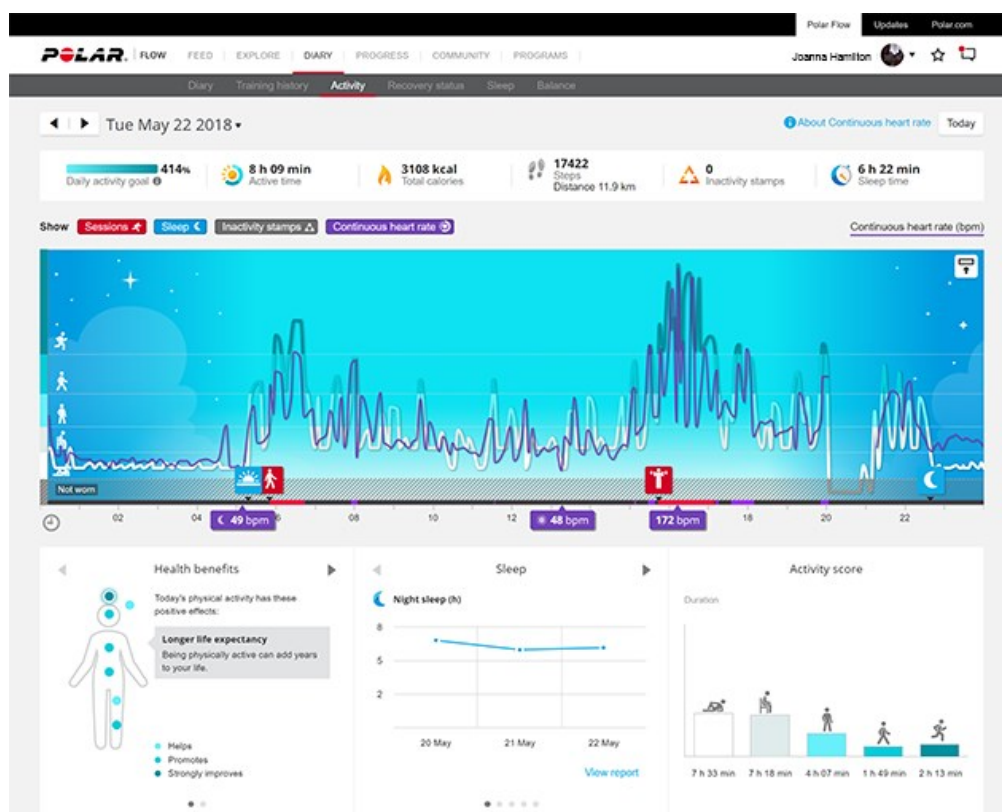 Polar Flow Updates Polar.com
POLAR. FLOW FEED EXPLORE DIARY PROGRESS COMMUNITY PROGRAMS Joanna Hamilton
Diary Training history Activity Recovery status Sleep Balance
Tue May 22 2018 About Continuous heart rate Today
414% 8 h 09 min 3108 kcal 17422 0 6 h 22 min
Daily activity goal Active time Total calories Steps Inactivity stamps Sleep time
Distance 11.9 km
Show Sessions Sleep Inactivity stamps Continuous heart rate Continuous heart rate (bpm)
Not worn
02 04 6 08 10 12 18 20 22
49 bpm 48 bpm 172 bpm
Health benefits
Today's physical activity has these
positive effects:
Longer life expectancy
Being physically active can add years
to your life.
Helps
Promotes
Strongly improves
Sleep
Night sleep (h)
8
5
2
20 May 21 May 22 May
View report
Activity score
Duration
7 h 33 min 7 h 18 min 4 h 07 min 1 h 49 min 2 h 13 min